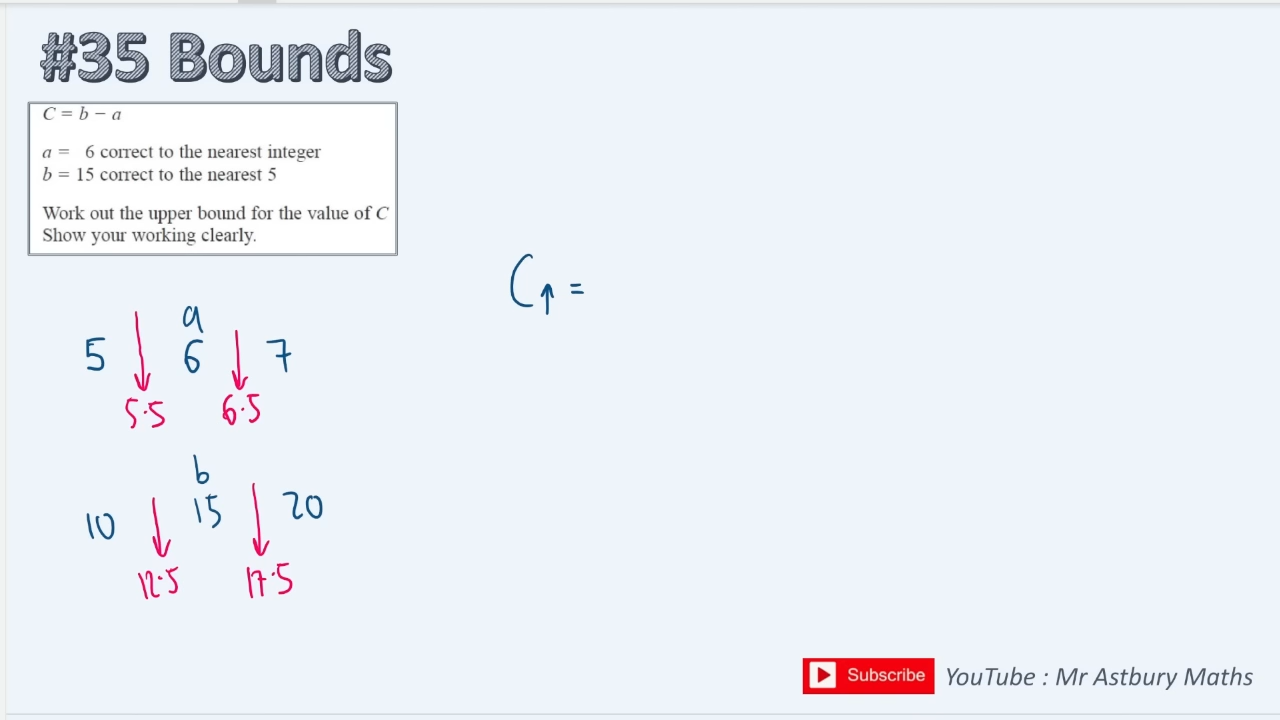 #35 Bounds
C = b − a
a = 6 correct to the nearest integer
b = 15 correct to the nearest 5
Work out the upper bound for the value of C
Show your working clearly.
C↑ =
a
5 6 7
5.5 6.5
b
10 15 20
12.5 17.5
Subscribe YouTube : Mr Astbury Maths